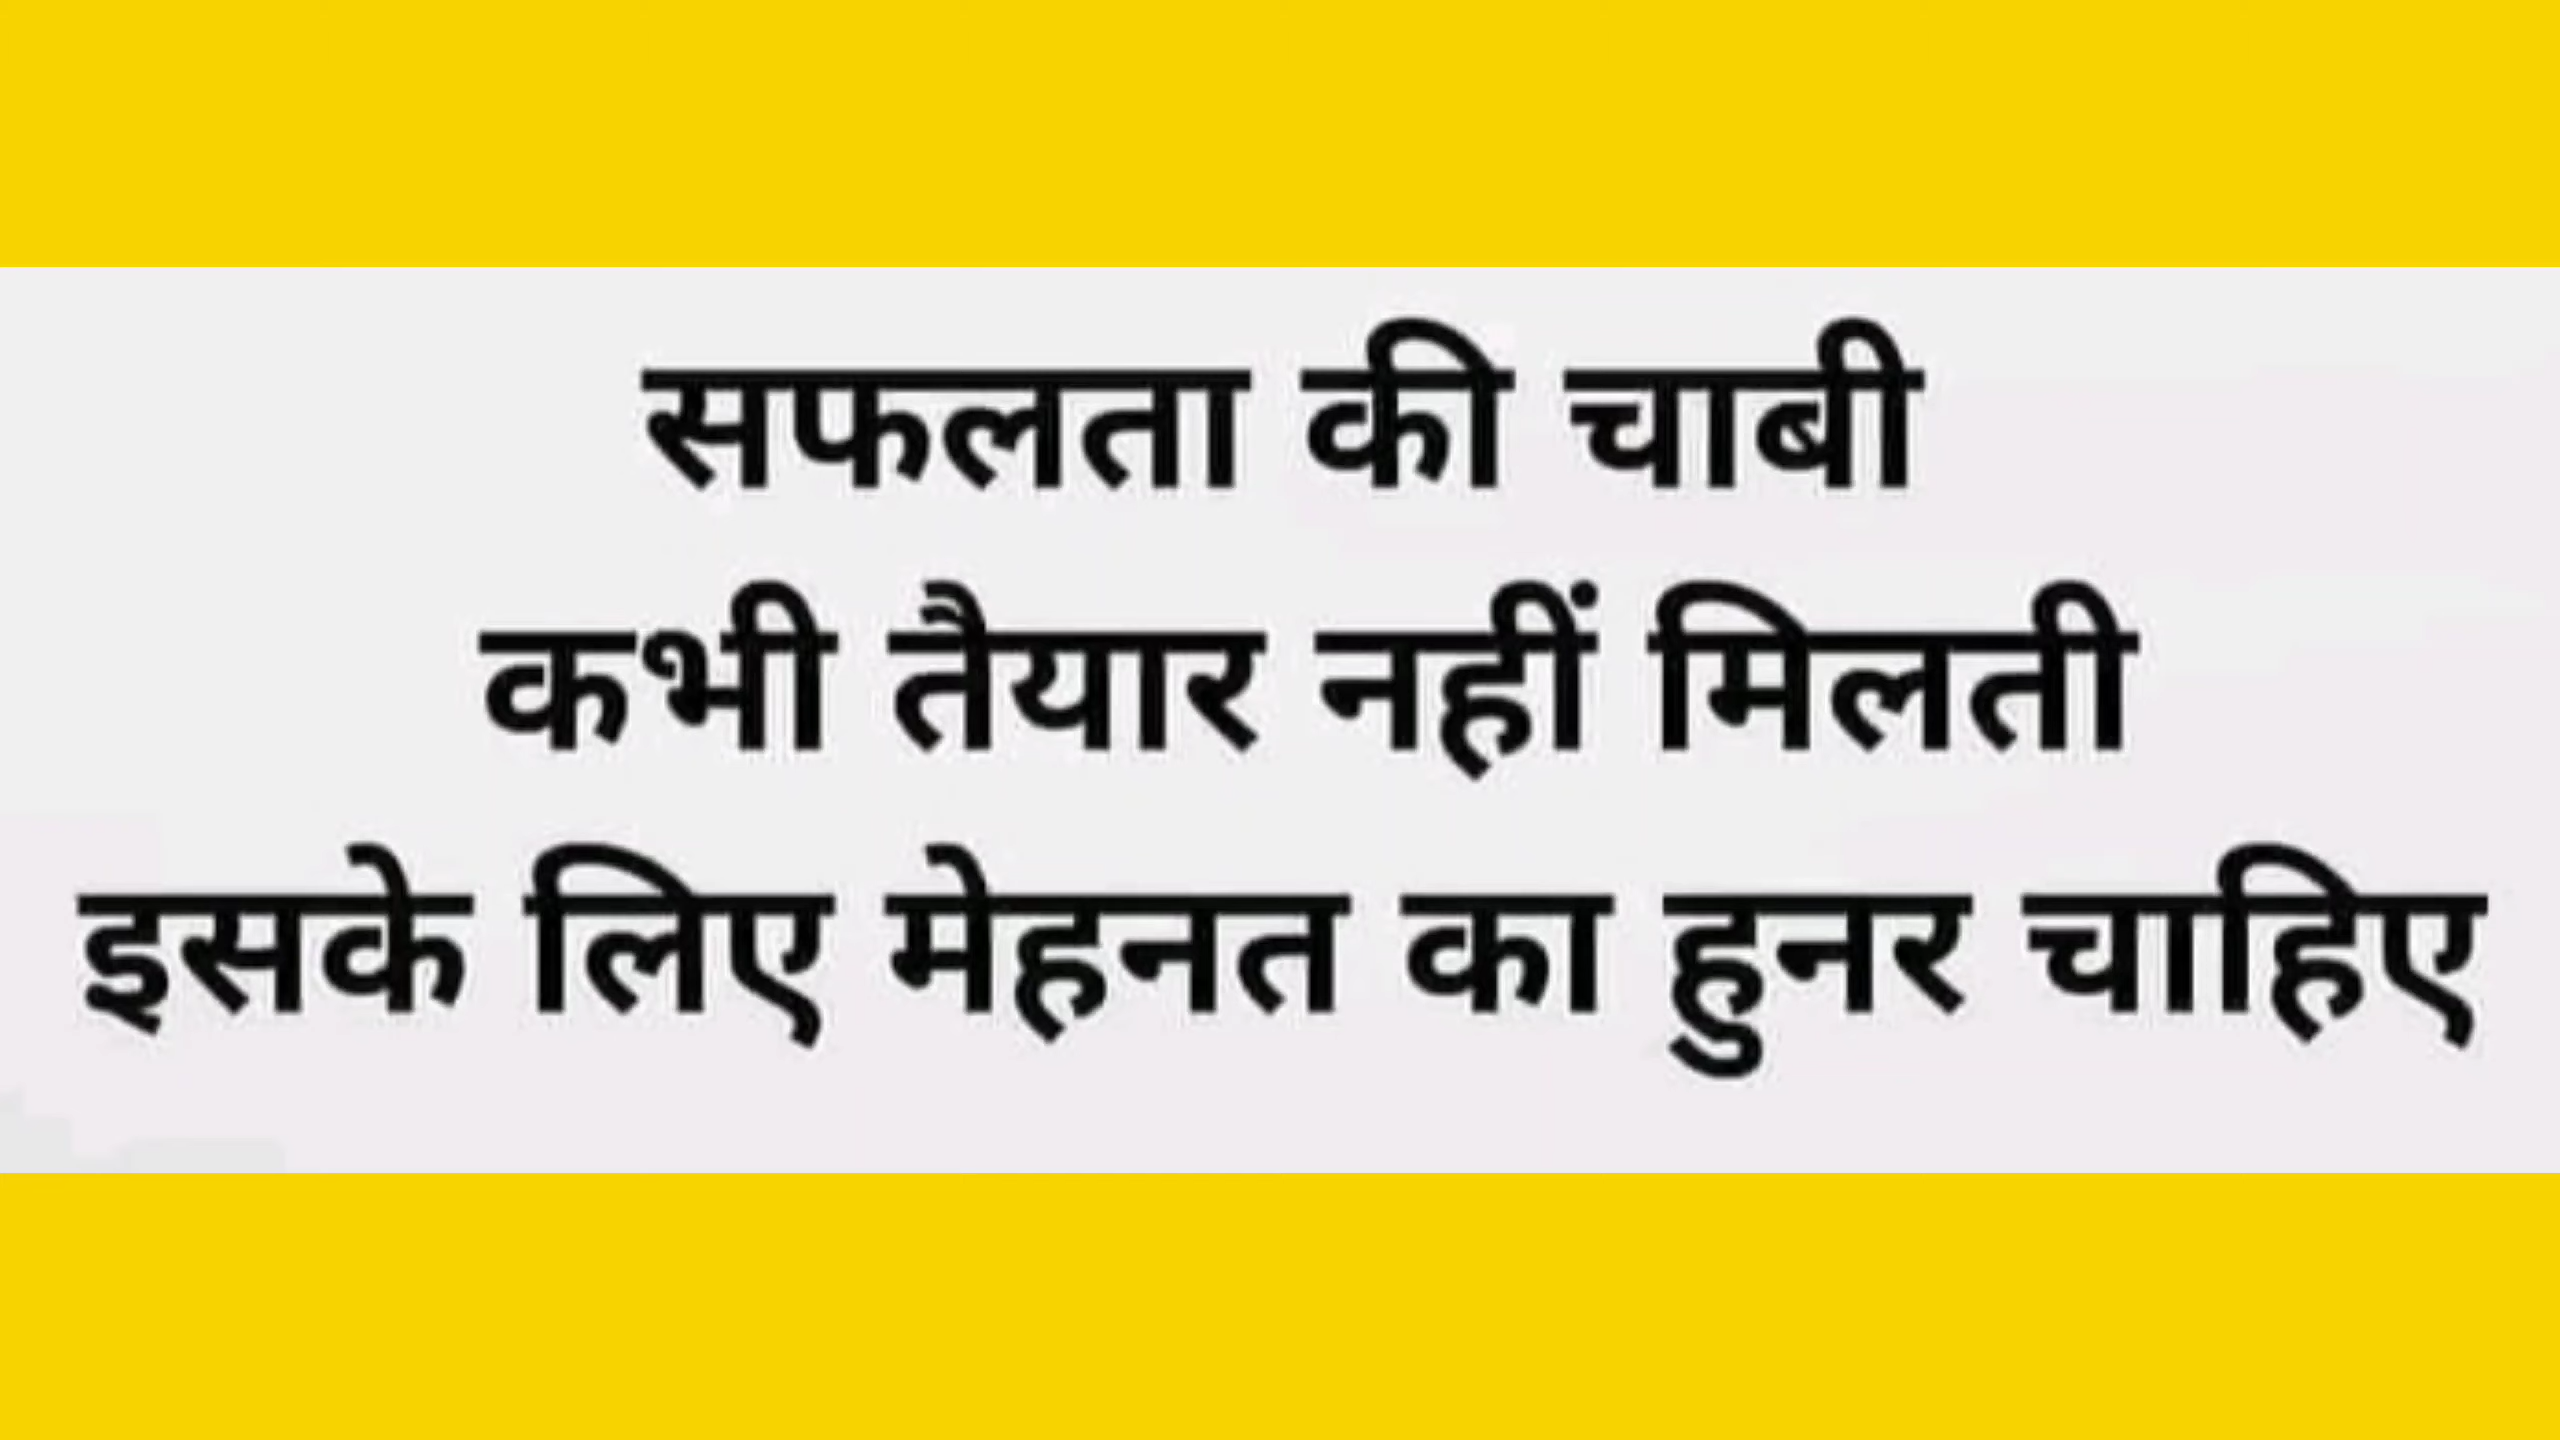 सफलता की चाबी
कभी तैयार नहीं मिलती
इसके लिए मेहनत का हुनर चाहिए